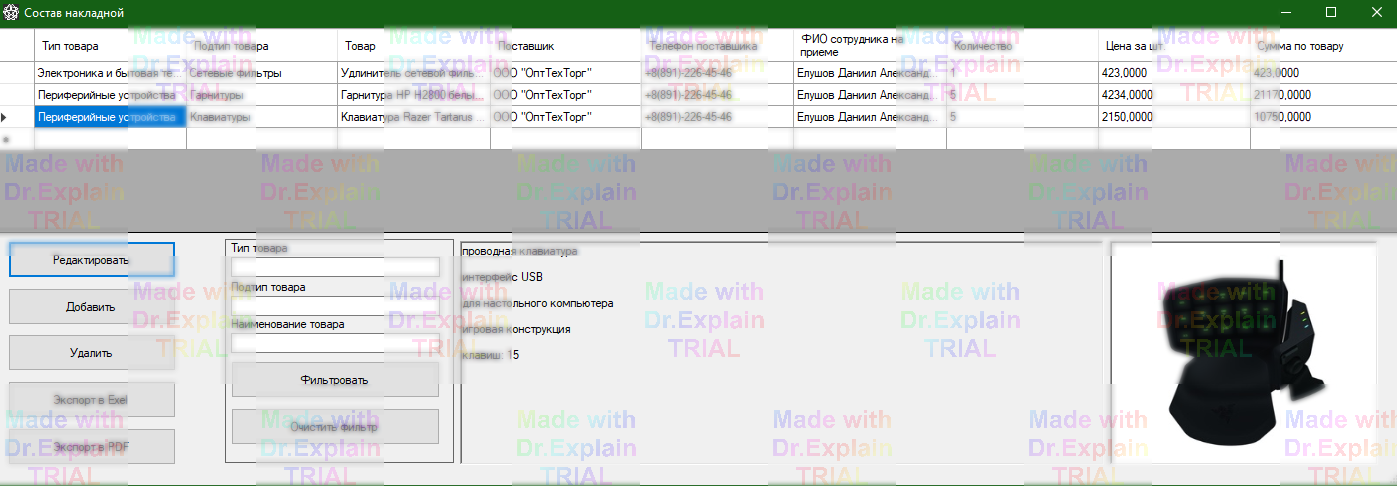 Состав накладной
Тип товара Подтип товара Товар Поставщик Телефон поставщика ФИО сотрудника на приеме Количество Цена за шт. Сумма по товару
Электроника и бытовая те... Сетевые фильтры Удлинитель сетевой филь... ООО "ОптТехТорг" +8(891)-226-45-46 Елушов Даниил Александ... 1 423,0000 423,0000
Периферийные устройства Гарнитуры Гарнитура HP H2800 белы... ООО "ОптТехТорг" +8(891)-226-45-46 Елушов Даниил Александ... 5 4234,0000 21170,0000
Периферийные устройства Клавиатуры Клавиатура Razer Tartarus ... ООО "ОптТехТорг" +8(891)-226-45-46 Елушов Даниил Александ... 5 2150,0000 10750,0000
Редактировать
Добавить
Удалить
Экспорт в Exel
Экспорт в PDF
Тип товара
Подтип товара
Наименование товара
Фильтровать
Очистить фильтр
проводная клавиатура
интерфейс USB
для настольного компьютера
игровая конструкция
клавиш: 15
Made with
Dr.Explain
TRIAL